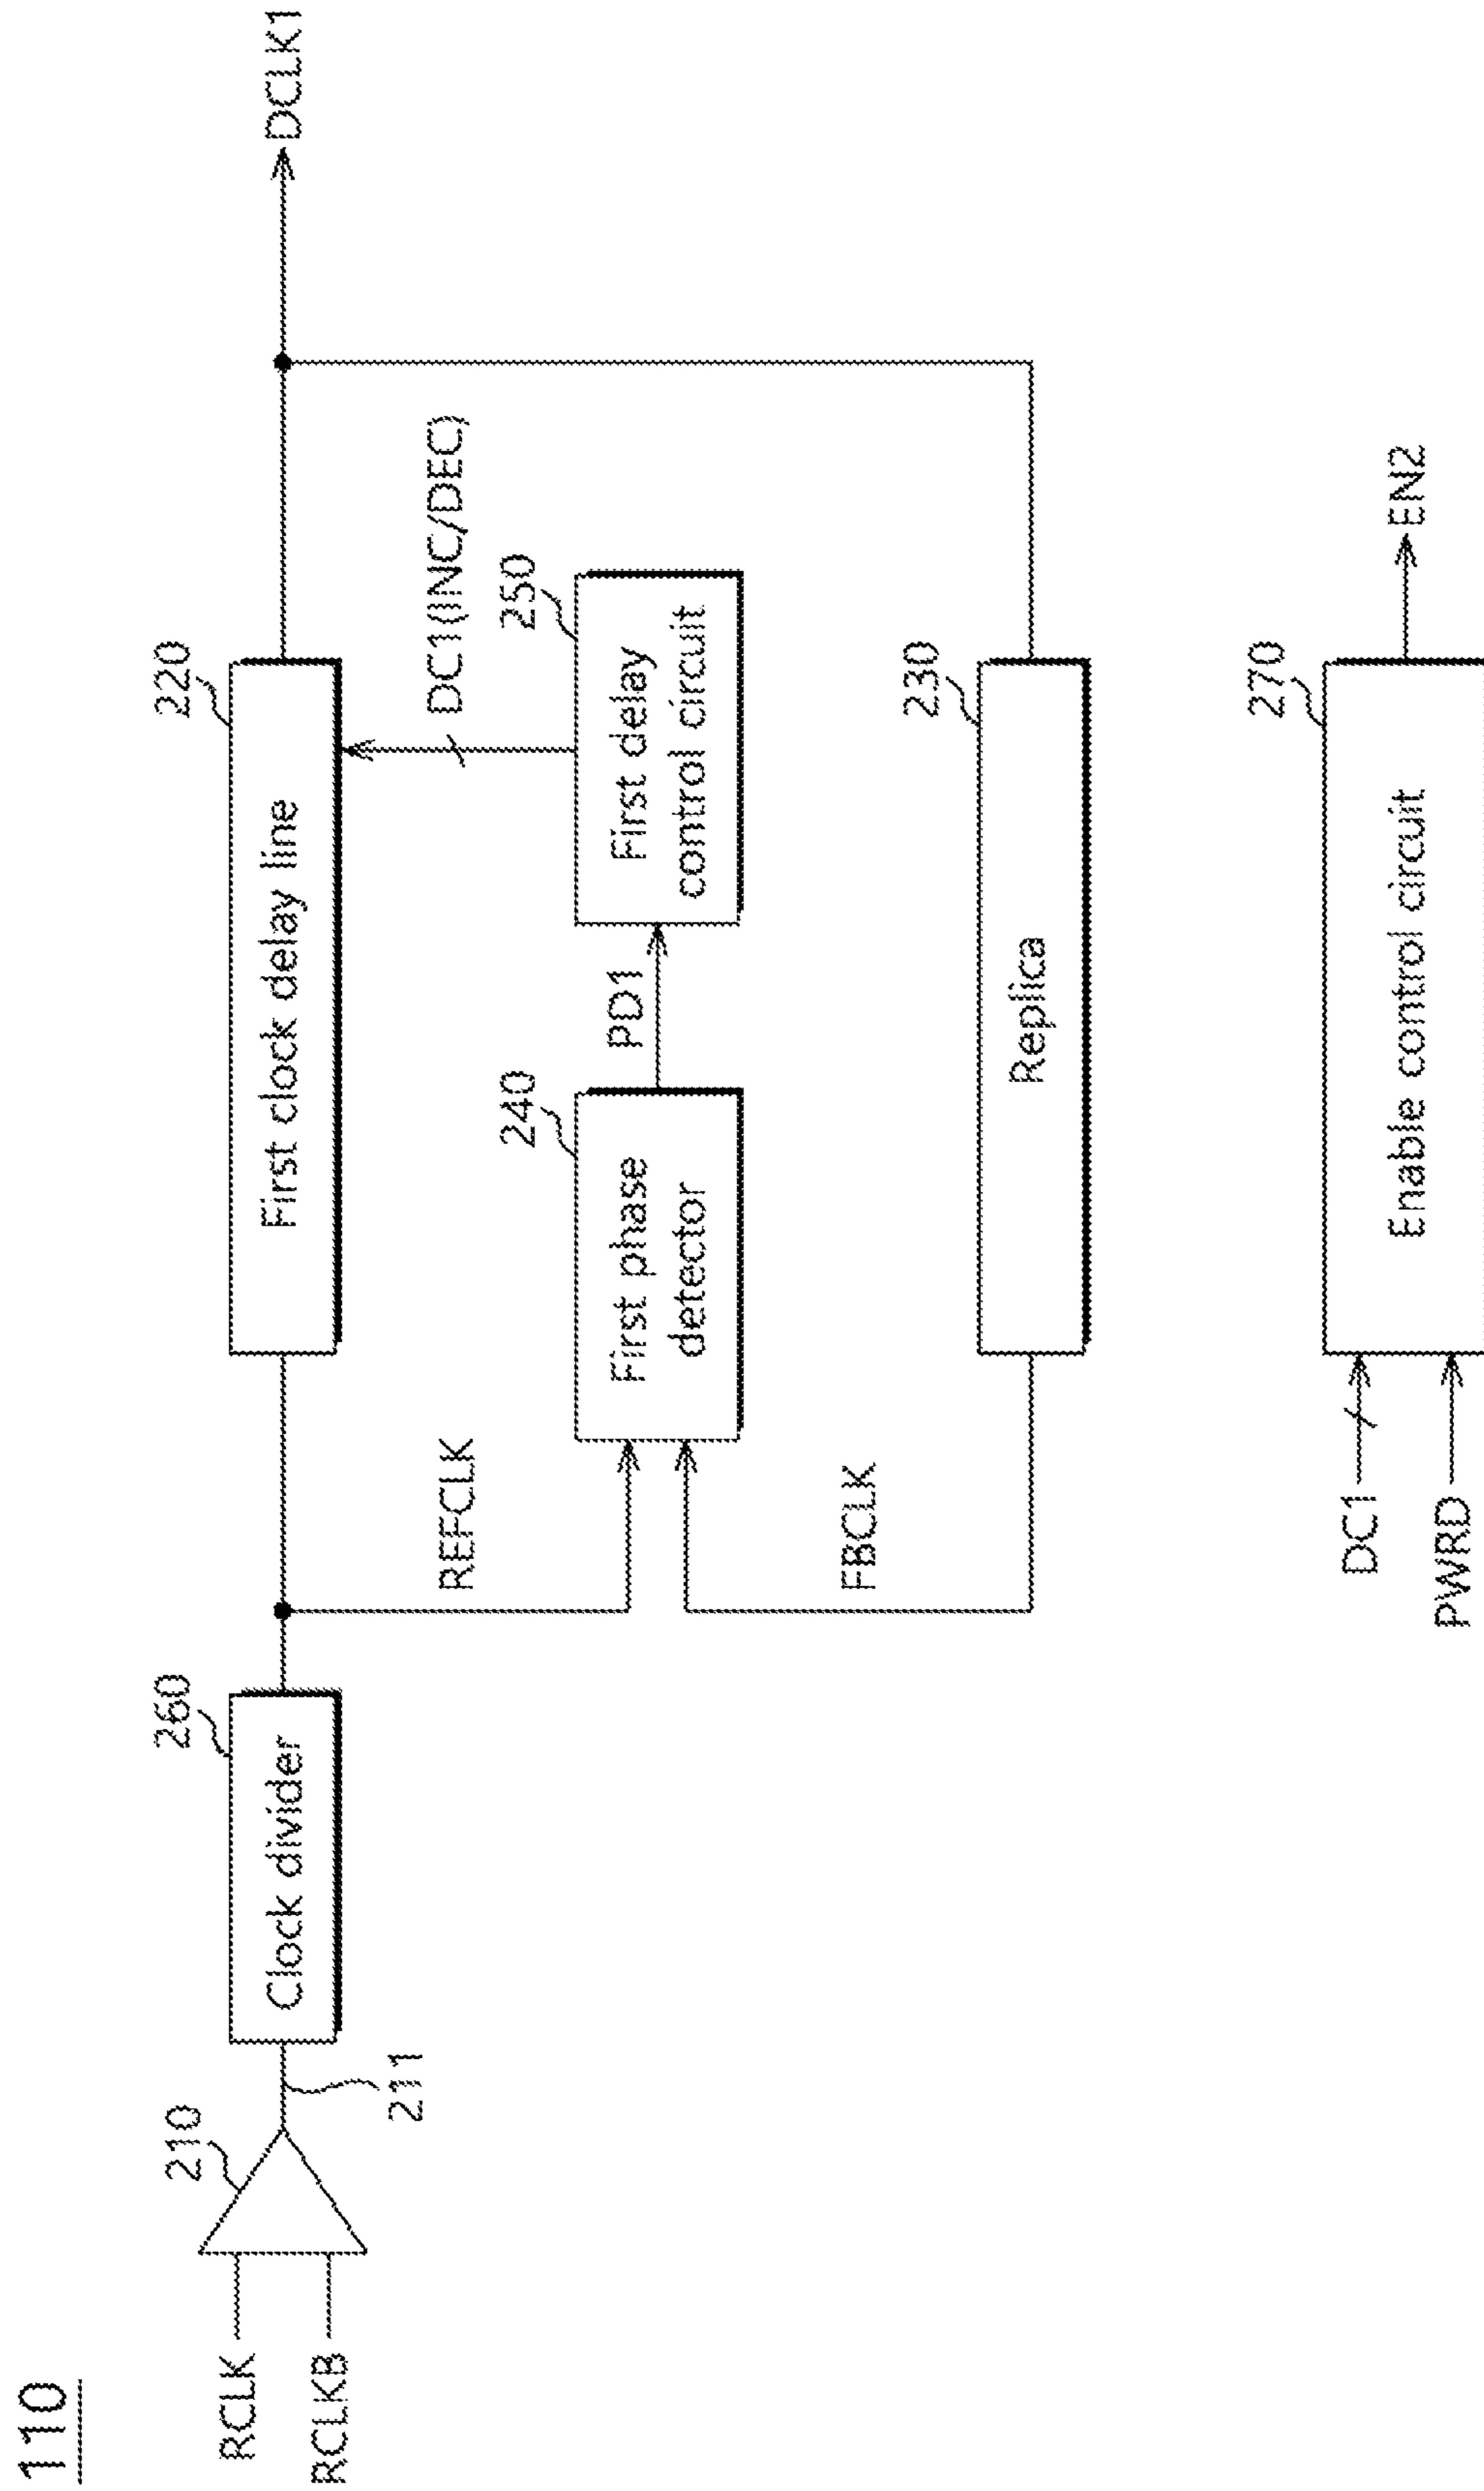 110
RCLK
RCLKB
210
211
260
Clock divider
220
First clock delay line
DCLK1
REFCLK
240
First phase
detector
PD1
250
First delay
control circuit
DC1(INC/DEC)
FBCLK
230
Replica
DC1
PWRD
270
Enable control circuit
EN2